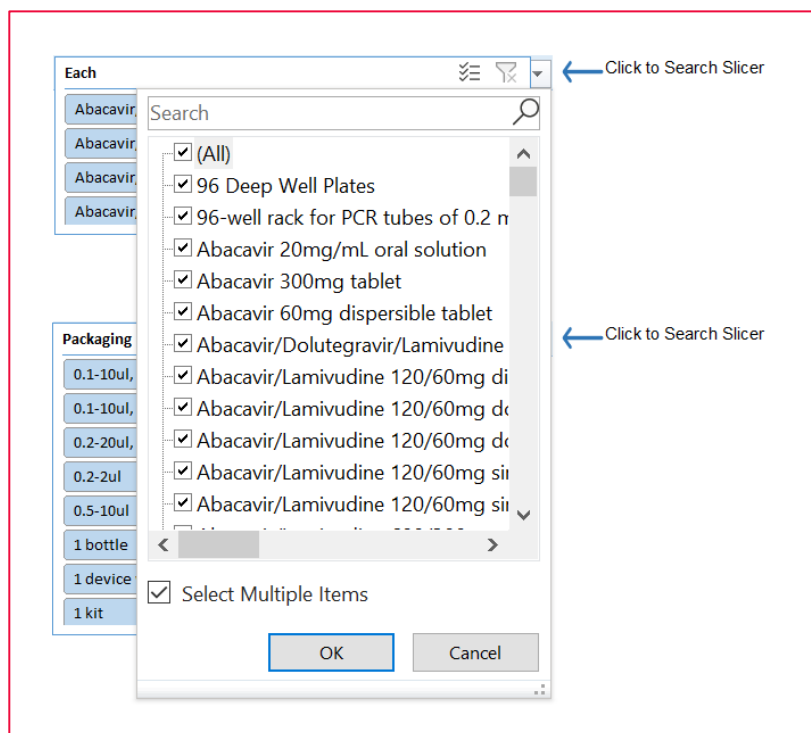 Each
Click to Search Slicer
Abacavir,
Abacavir,
Abacavir,
Abacavir,
Search
(All)
96 Deep Well Plates
96-well rack for PCR tubes of 0.2 m
Abacavir 20mg/mL oral solution
Abacavir 300mg tablet
Abacavir 60mg dispersible tablet
Abacavir/Dolutegravir/Lamivudine
Abacavir/Lamivudine 120/60mg di
Abacavir/Lamivudine 120/60mg do
Abacavir/Lamivudine 120/60mg do
Abacavir/Lamivudine 120/60mg sin
Abacavir/Lamivudine 120/60mg sin
Select Multiple Items
OK
Cancel
Packaging
Click to Search Slicer
0.1-10ul,
0.1-10ul,
0.2-20ul,
0.2-2ul
0.5-10ul
1 bottle
1 device
1 kit